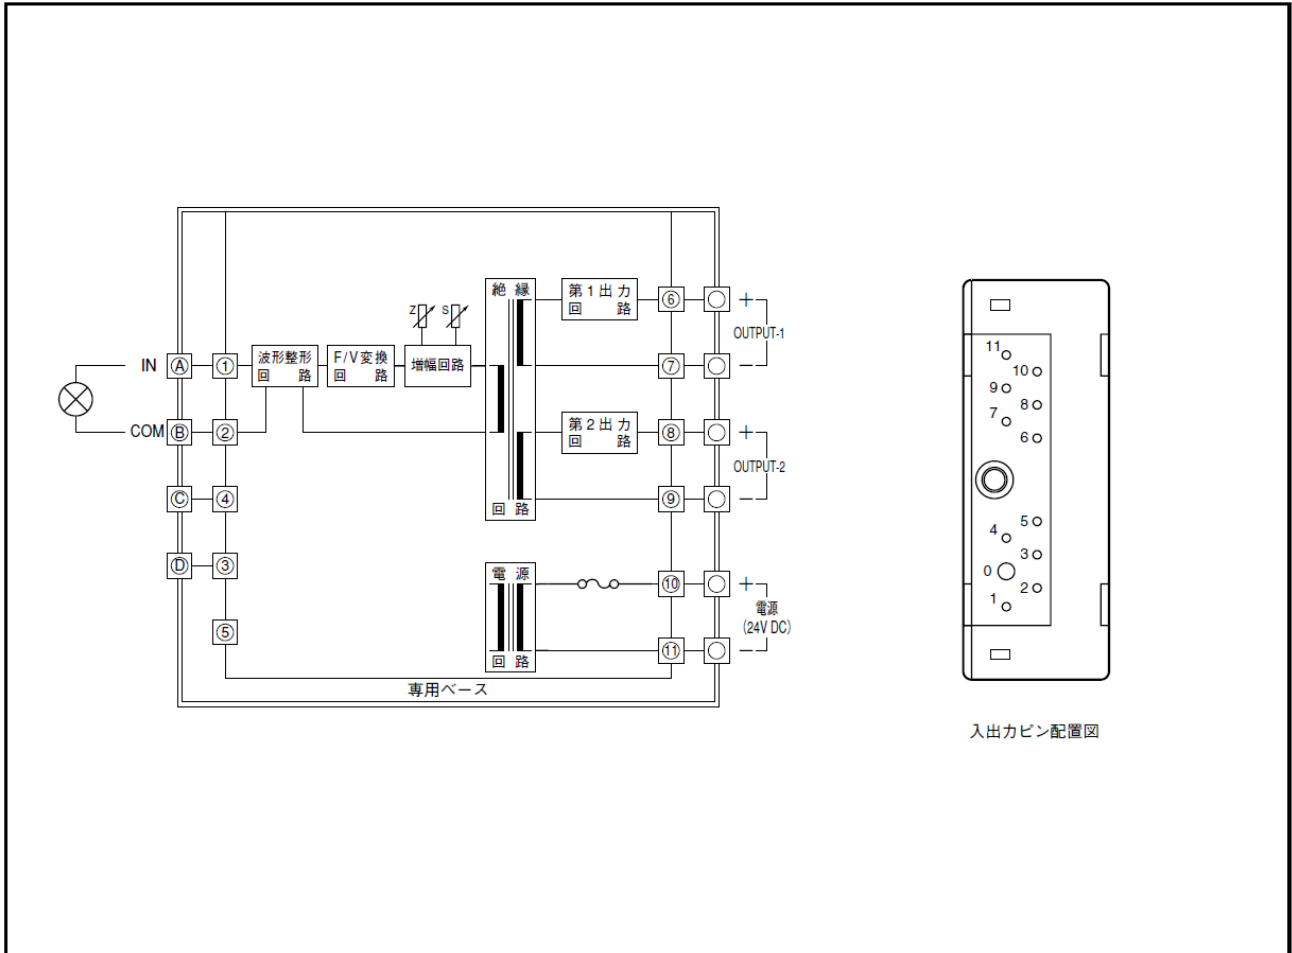 絶 縁
第1出力
回 路
⑥
+
Z
S
OUTPUT-1
IN
Ⓐ
①
波形整形
回 路
F/V変換
回 路
増幅回路
⑦
−
COM
Ⓑ
②
第2出力
回 路
⑧
+
OUTPUT-2
Ⓒ
④
回 路
⑨
−
Ⓓ
③
電 源
⑩
+
電源
(24V DC)
⑤
回 路
⑪
−
専用ベース
11
10
9
8
7
6
5
4
3
0
2
1
入出力ピン配置図